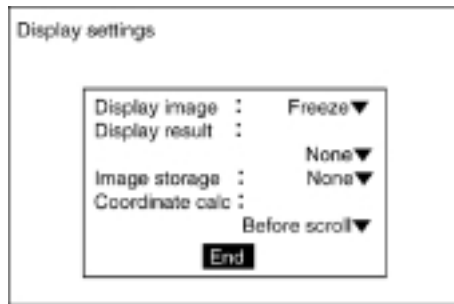 Display settings
Display image : Freeze▼
Display result :
None▼
Image storage : None▼
Coordinate calc :
Before scroll▼
End